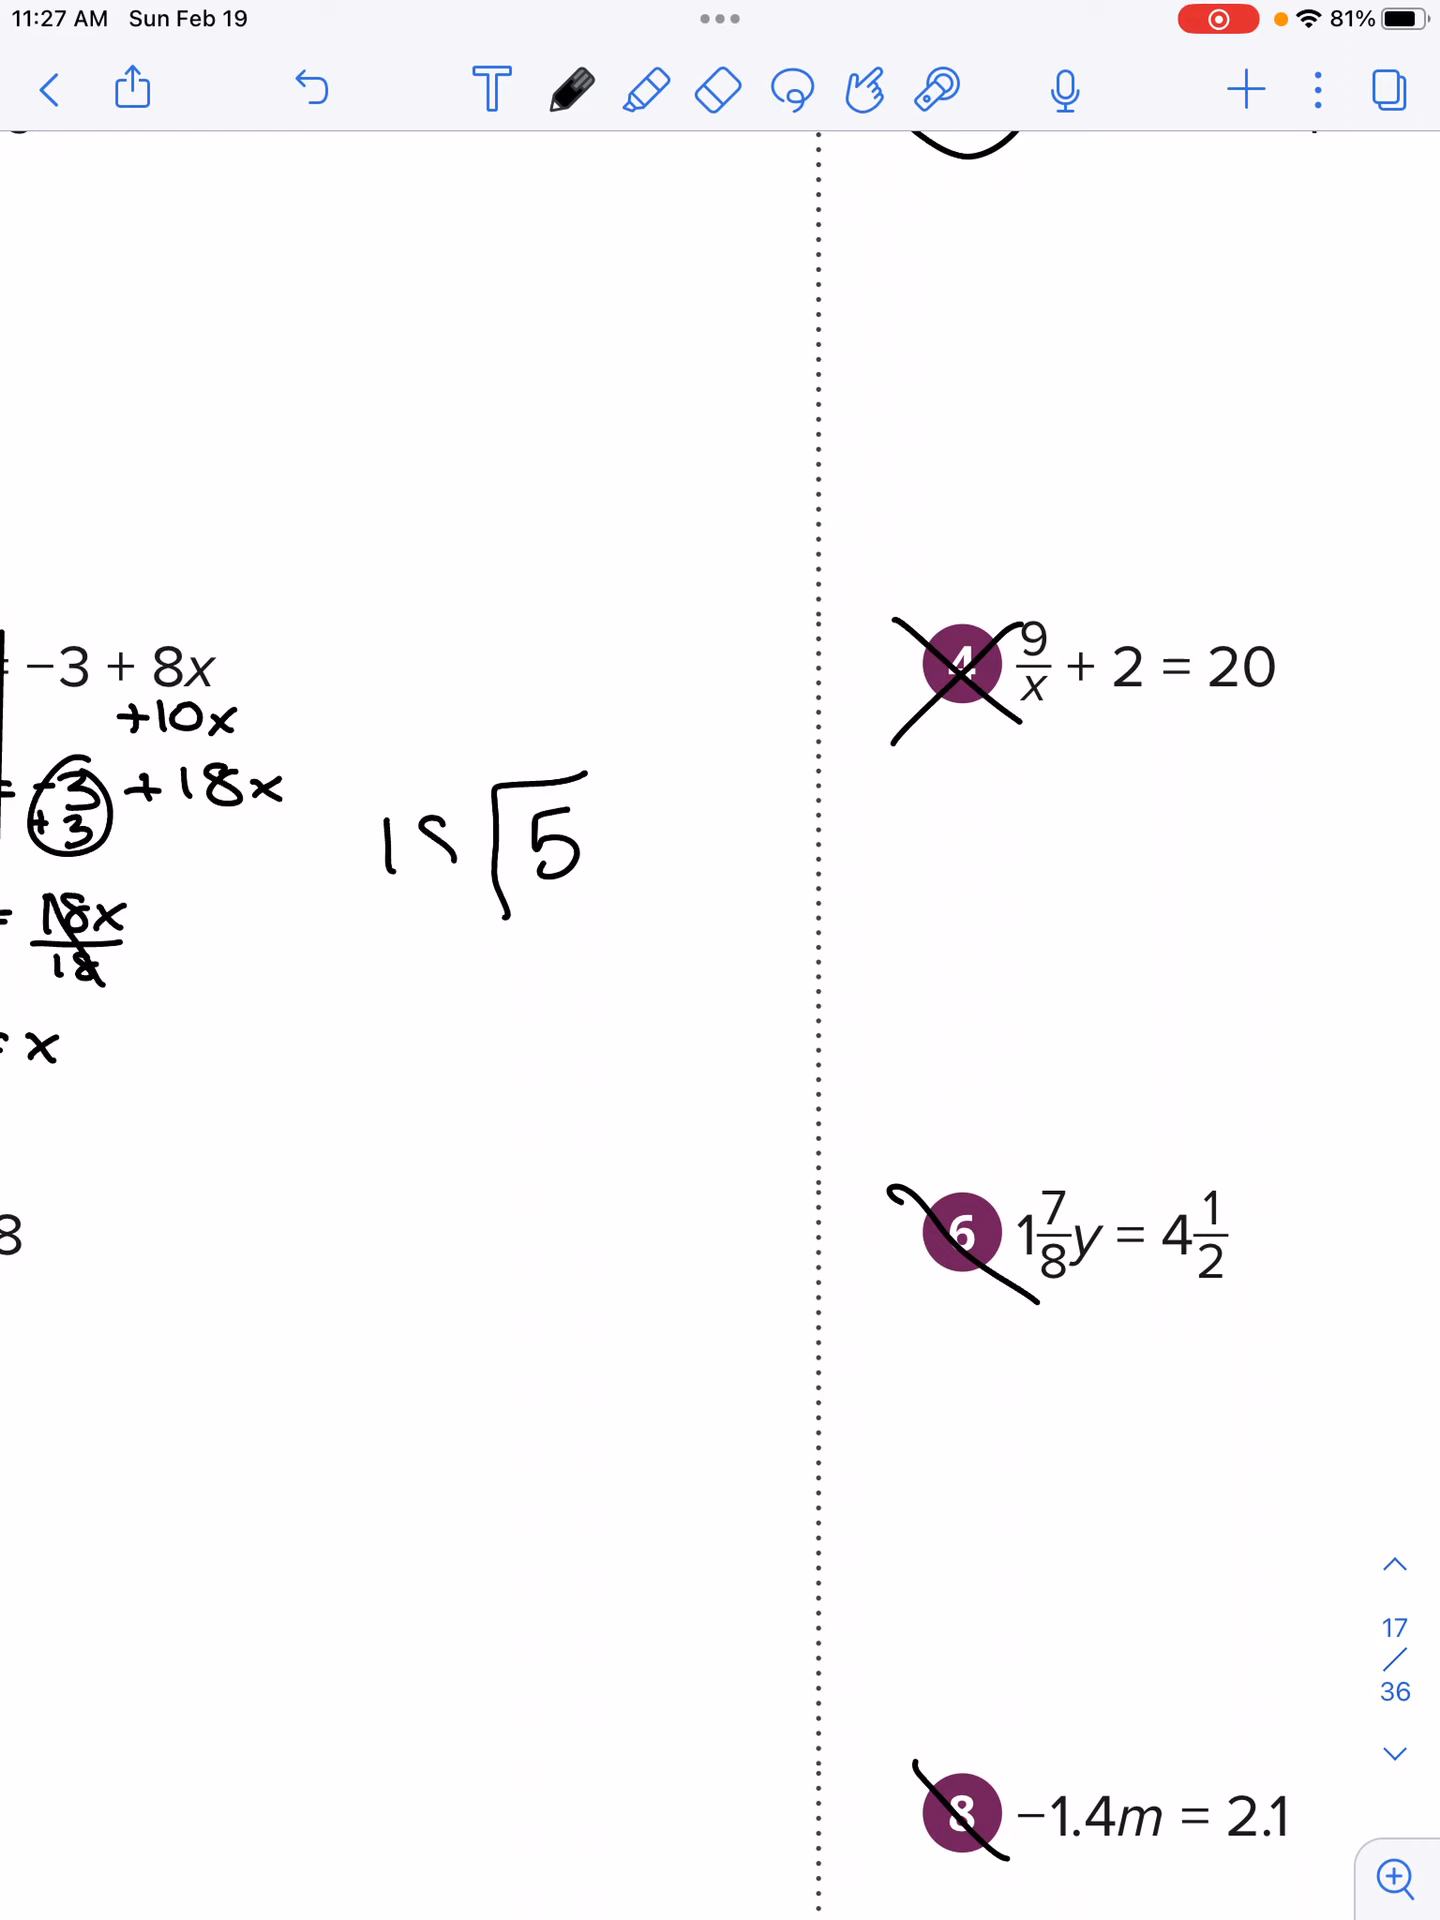 11:27 AM Sun Feb 19
81%
= −3 + 8x
+10x
= -3 + 18x
+3
= 18x
18
= x
5
4 9/x + 2 = 20
8
6 1 7/8 y = 4 1/2
17
/
36
8 −1.4m = 2.1